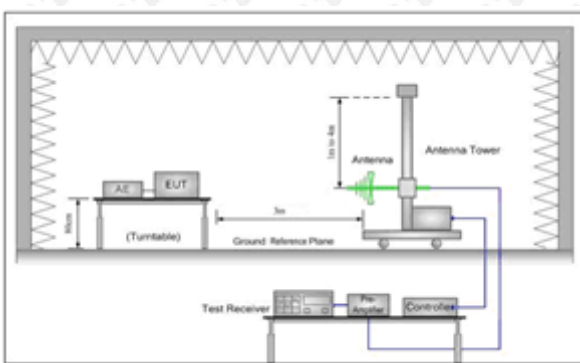 1m to 4m
Antenna
Antenna Tower
AE
EUT
80cm
3m
(Turntable)
Ground Reference Plane
Test Receiver
Pre-
Amplifier
Controller